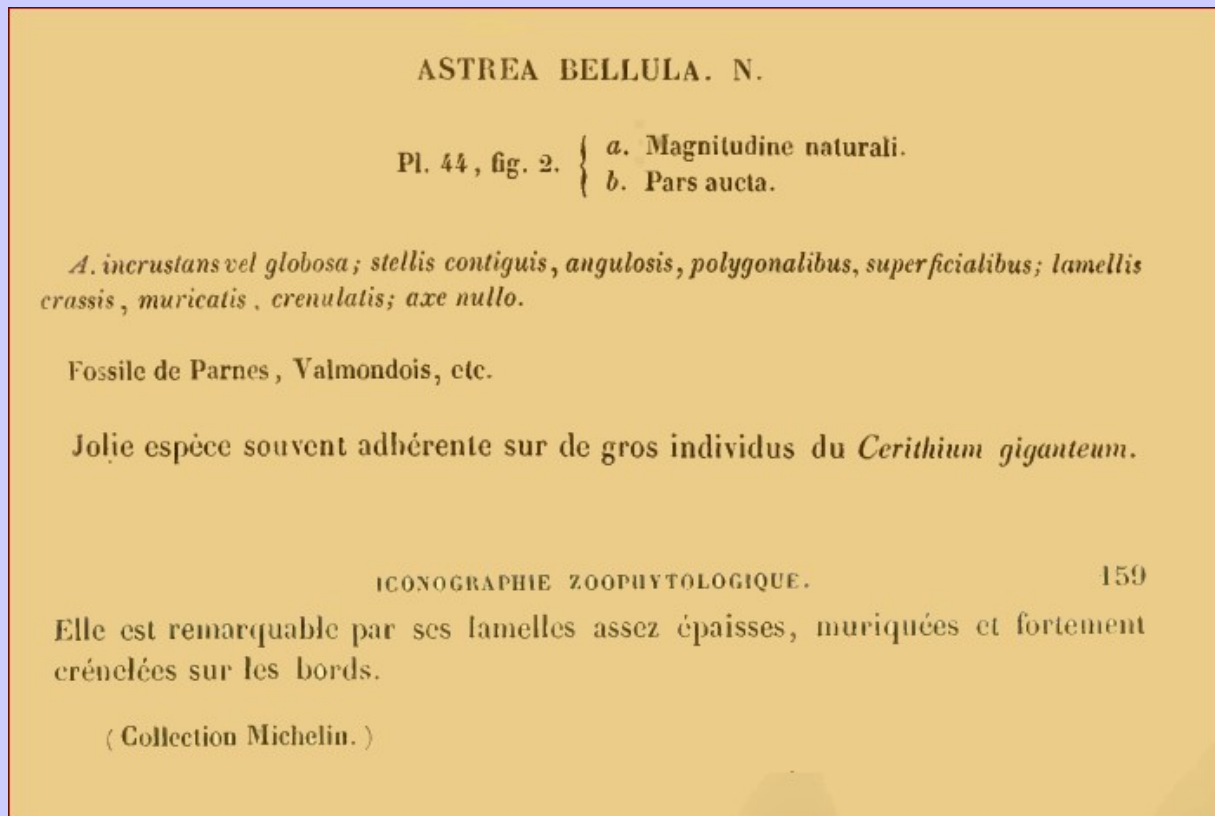 ASTREA BELLULA. N.
Pl. 44, fig. 2. { a. Magnitudine naturali.
b. Pars aucta.
A. incrustans vel globosa; stellis contiguis, angulosis, polygonalibus, superficialibus; lamellis
crassis, muricatis, crenulatis; axe nullo.
Fossile de Parnes, Valmondois, etc.
Jolie espèce souvent adhérente sur de gros individus du Cerithium giganteum.
ICONOGRAPHIE ZOOPHYTOLOGIQUE. 159
Elle est remarquable par ses lamelles assez épaisses, muriquées et fortement
crénelées sur les bords.
(Collection Michelin.)